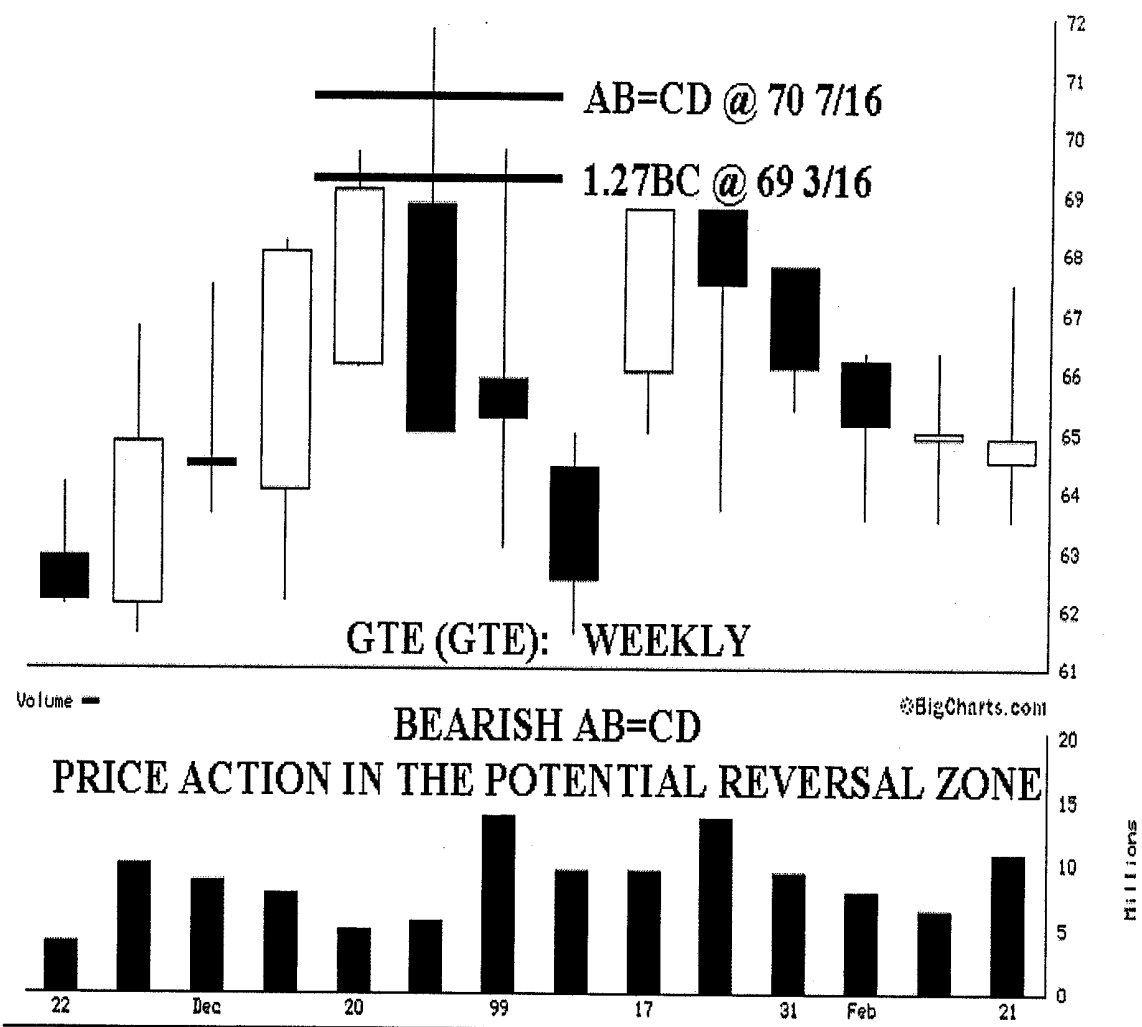 72
71
AB=CD @ 70 7/16
70
1.27BC @ 69 3/16
69
68
67
66
65
64
63
62
GTE (GTE): WEEKLY
61
Volume
©BigCharts.com
BEARISH AB=CD
20
PRICE ACTION IN THE POTENTIAL REVERSAL ZONE
15
10
Millions
5
0
22 Dec 20 99 17 31 Feb 21